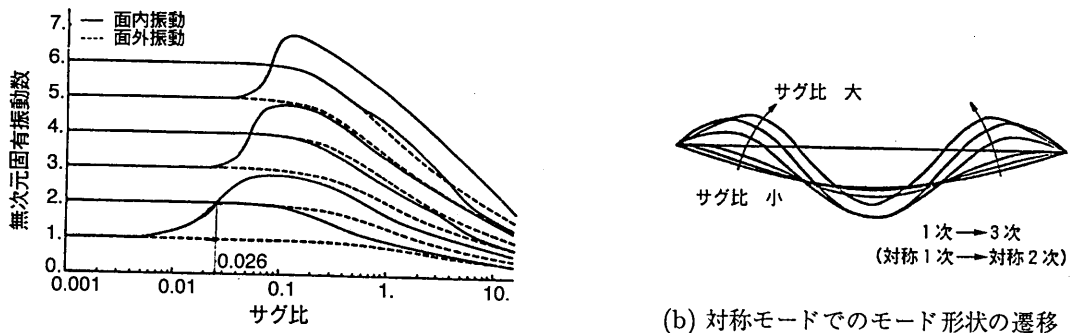 7.
— 面内振動
---- 面外振動
6.
5.
4.
3.
2.
1.
0.
無次元固有振動数
0.026
0.001
0.01
0.1
1.
10.
サグ比
サグ比 大
サグ比 小
1次→3次
(対称1次→対称2次)
(b) 対称モードでのモード形状の遷移